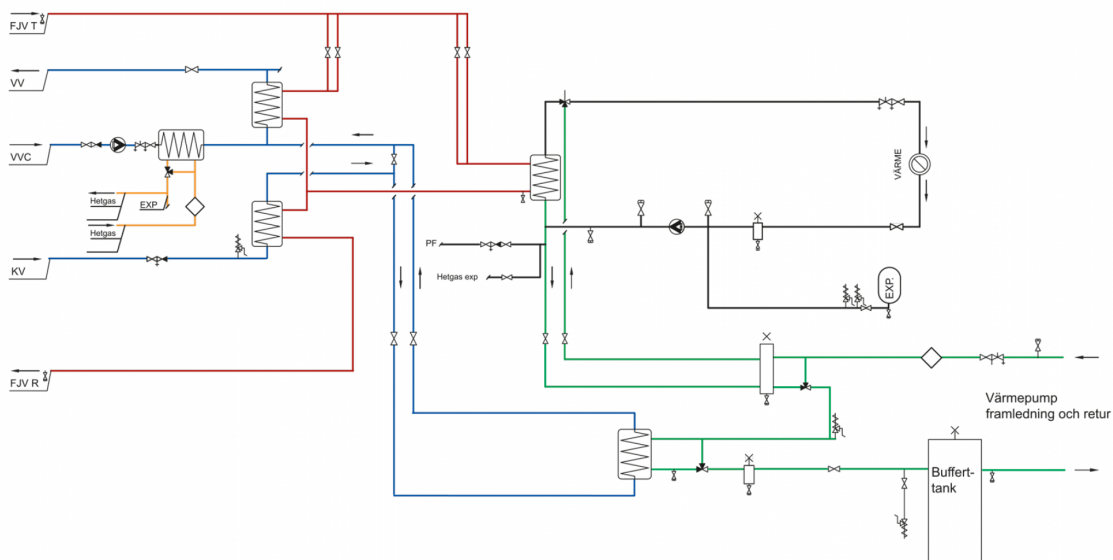 FJV T
VV
VVC
Hetgas
EXP
Hetgas
KV
FJV R
PF
Hetgas exp
VÄRME
EXP.
Värmepump
framledning och retur
Buffert-
tank